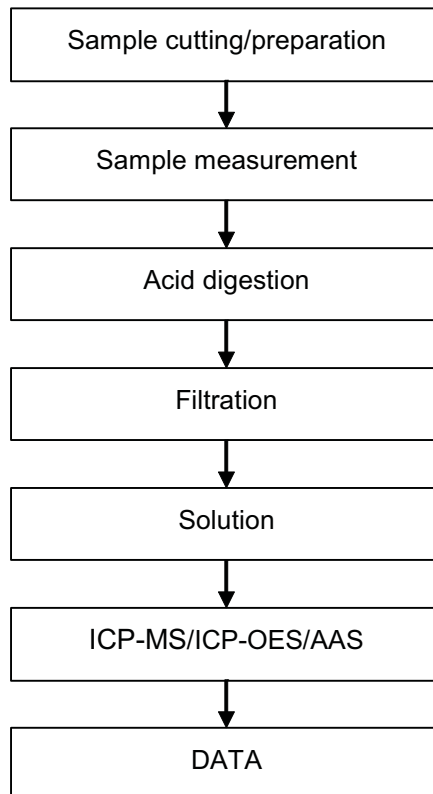 Sample cutting/preparation
Sample measurement
Acid digestion
Filtration
Solution
ICP-MS/ICP-OES/AAS
DATA